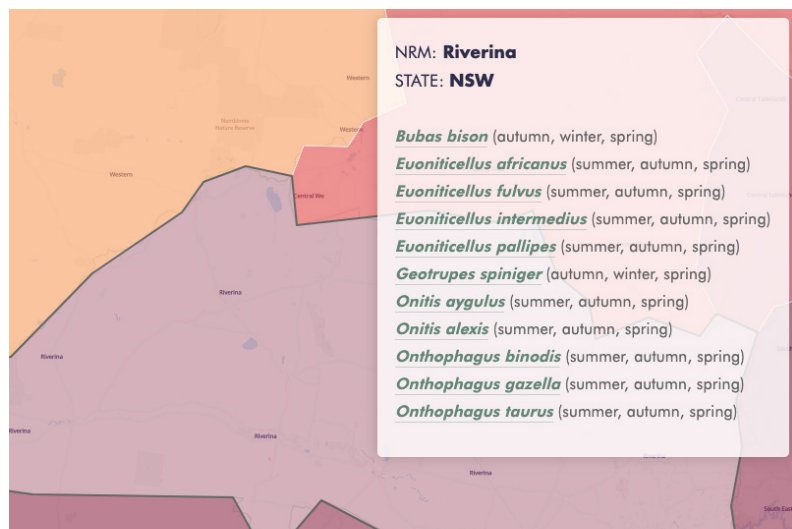 NRM: Riverina
STATE: NSW
Bubas bison (autumn, winter, spring)
Euoniticellus africanus (summer, autumn, spring)
Euoniticellus fulvus (summer, autumn, spring)
Euoniticellus intermedius (summer, autumn, spring)
Euoniticellus pallipes (summer, autumn, spring)
Geotrupes spiniger (autumn, winter, spring)
Onitis aygulus (summer, autumn, spring)
Onitis alexis (summer, autumn, spring)
Onthophagus binodis (summer, autumn, spring)
Onthophagus gazella (summer, autumn, spring)
Onthophagus taurus (summer, autumn, spring)
Western
Nature Reserve
Western
Western
Central We
Riverina
Riverina
Riverina
Riverina
Riverina
South East